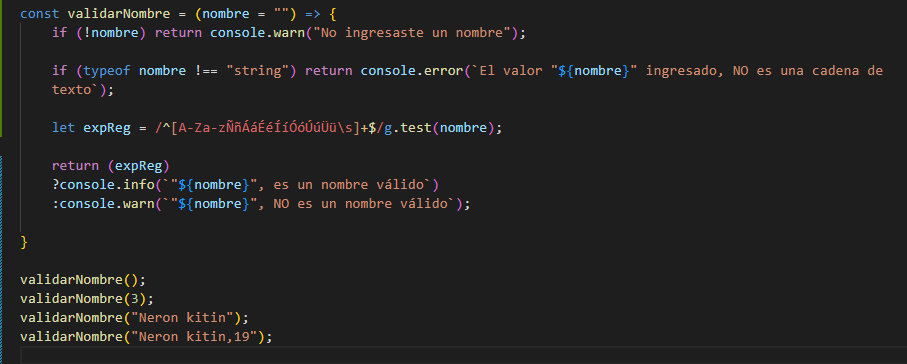 const validarNombre = (nombre = "") => {
    if (!nombre) return console.warn("No ingresaste un nombre");
    if (typeof nombre !== "string") return console.error(`El valor "${nombre}" ingresado, NO es una cadena de
    texto`);
    let expReg = /^[A-Za-zÑñÁáÉéÍíÓóÚúÜü\s]+$/g.test(nombre);
    return (expReg)
    ?console.info(`"${nombre}", es un nombre válido`)
    :console.warn(`"${nombre}", NO es un nombre válido`);
}
validarNombre();
validarNombre(3);
validarNombre("Neron kitin");
validarNombre("Neron kitin,19");